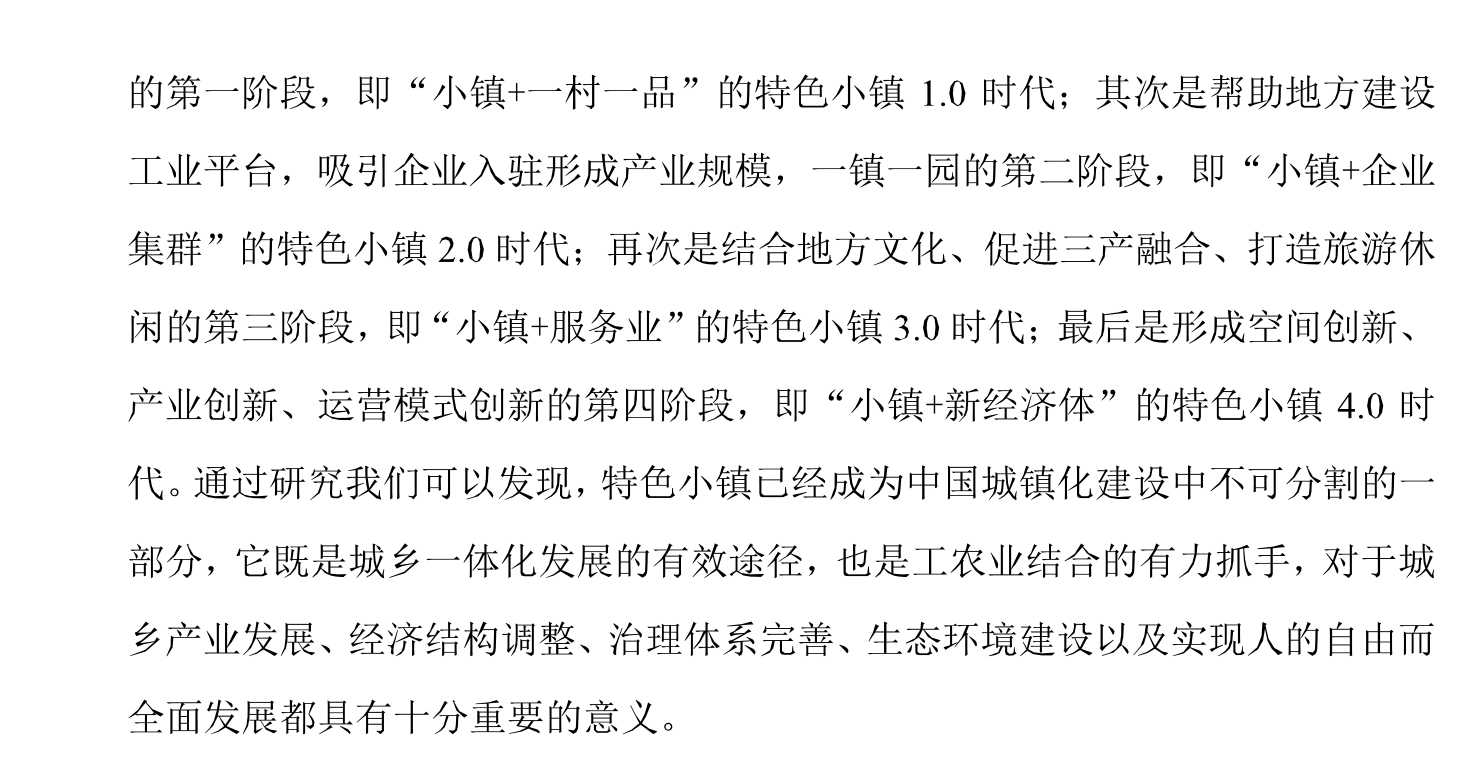 的第一阶段，即“小镇+一村一品”的特色小镇 1.0 时代；其次是帮助地方建设
工业平台，吸引企业入驻形成产业规模，一镇一园的第二阶段，即“小镇+企业
集群”的特色小镇 2.0 时代；再次是结合地方文化、促进三产融合、打造旅游休
闲的第三阶段，即“小镇+服务业”的特色小镇 3.0 时代；最后是形成空间创新、
产业创新、运营模式创新的第四阶段，即“小镇+新经济体”的特色小镇 4.0 时
代。通过研究我们可以发现，特色小镇已经成为中国城镇化建设中不可分割的一
部分，它既是城乡一体化发展的有效途径，也是工农业结合的有力抓手，对于城
乡产业发展、经济结构调整、治理体系完善、生态环境建设以及实现人的自由而
全面发展都具有十分重要的意义。